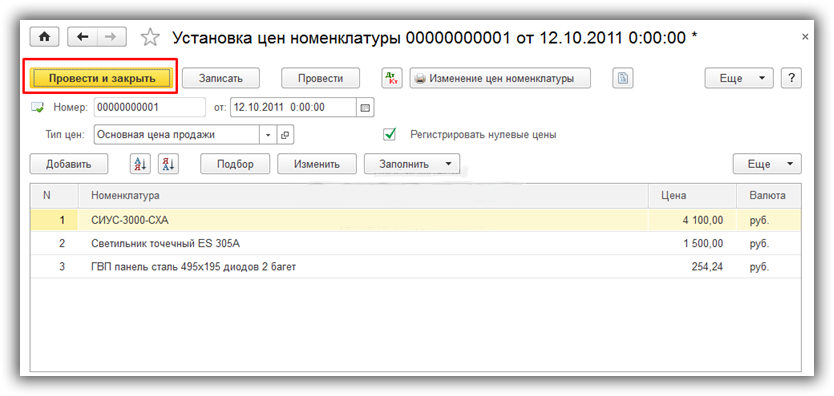 Установка цен номенклатуры 00000000001 от 12.10.2011 0:00:00 * ×
Провести и закрыть Записать Провести Дт Кт Изменение цен номенклатуры Еще ?
Номер: 00000000001 от: 12.10.2011 0:00:00
Тип цен: Основная цена продажи Регистрировать нулевые цены
Добавить А Я Я А Подбор Изменить Заполнить Еще
N Номенклатура Цена Валюта
1 СИУС-3000-СХА 4 100,00 руб.
2 Светильник точечный ES 305A 1 500,00 руб.
3 ГВП панель сталь 495х195 диодов 2 багет 254,24 руб.